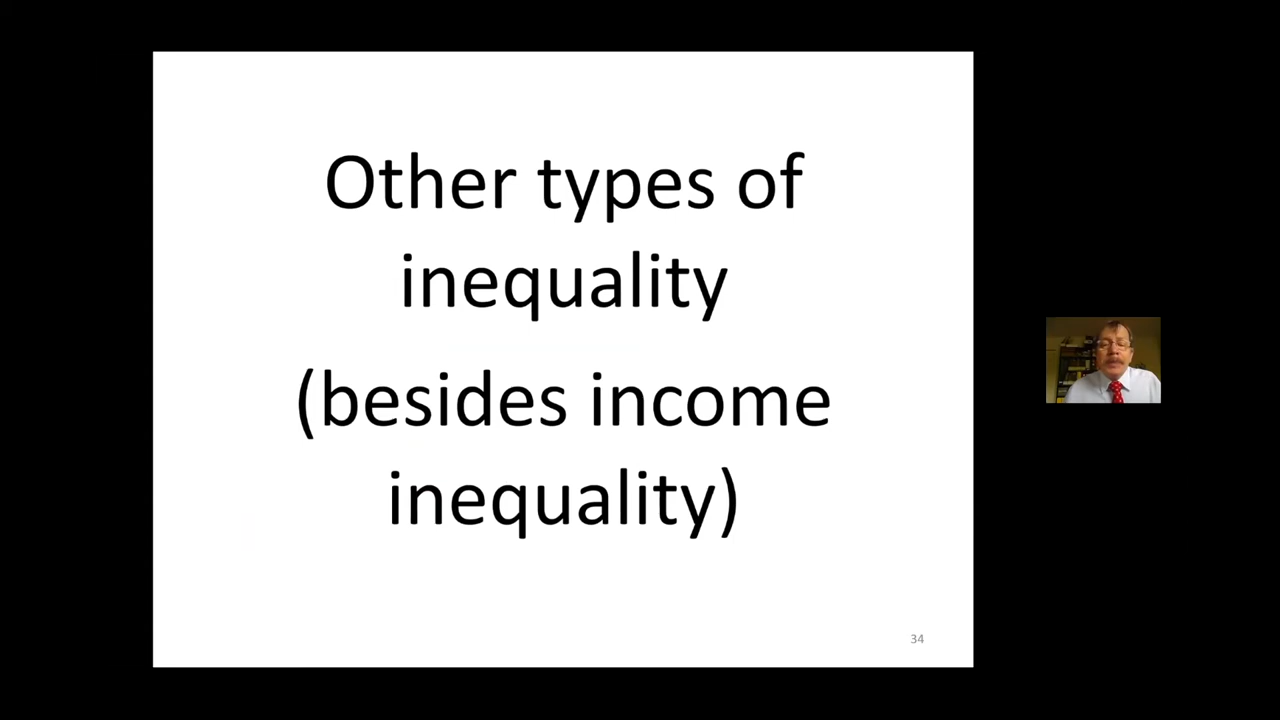 Other types of
inequality
(besides income
inequality)
34